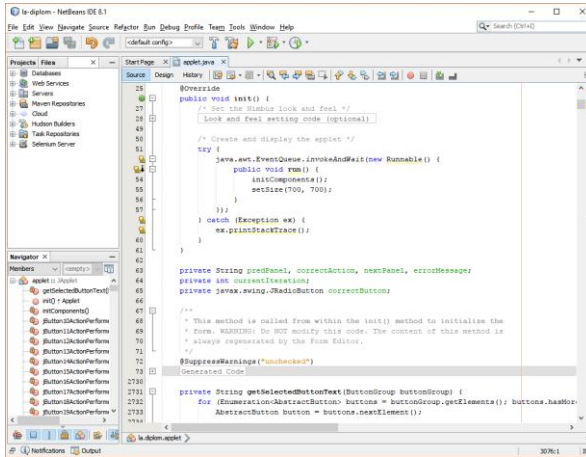 la-diplom - NetBeans IDE 8.1
File Edit View Navigate Source Refactor Run Debug Profile Team Tools Window Help
Search (Ctrl+I)
<default config>
Projects Files
Databases
Web Services
Servers
Maven Repositories
Cloud
Hudson Builders
Task Repositories
Selenium Server
Navigator
Members <empty>
applet :: JApplet
getSelectedButtonText(
init() ↑ Applet
initComponents()
jButton10ActionPerform
jButton11ActionPerform
jButton12ActionPerform
jButton13ActionPerform
jButton14ActionPerform
jButton15ActionPerform
jButton16ActionPerform
jButton17ActionPerform
jButton18ActionPerform
jButton19ActionPerform
Start Page applet.java
Source Design History
25 @Override
public void init() {
27 /* Set the Nimbus look and feel */
28 Look and feel setting code (optional)
49
50 /* Create and display the applet */
51 try {
java.awt.EventQueue.invokeAndWait(new Runnable() {
public void run() {
54 initComponents();
55 setSize(700, 700);
56 }
});
} catch (Exception ex) {
ex.printStackTrace();
60 }
61 }
62
63 private String predPanel, correctAction, nextPanel, errorMessage;
64 private int currentIteration;
65 private javax.swing.JRadioButton correctButton;
66
67 /**
68 * This method is called from within the init() method to initialize the
69 * form. WARNING: Do NOT modify this code. The content of this method is
70 * always regenerated by the Form Editor.
71 */
72 @SuppressWarnings("unchecked")
73 Generated Code
2730
2731 private String getSelectedButtonText(ButtonGroup buttonGroup) {
2732 for (Enumeration<AbstractButton> buttons = buttonGroup.getElements(); buttons.hasMor
2733 AbstractButton button = buttons.nextElement();
2734
la.diplom.applet
Notifications Output
3076:1